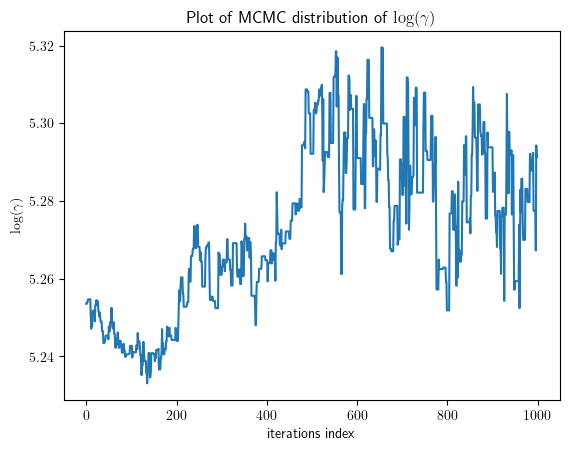 Plot of MCMC distribution of log(γ)
log(γ)
5.32
5.30
5.28
5.26
5.24
0 200 400 600 800 1000
iterations index